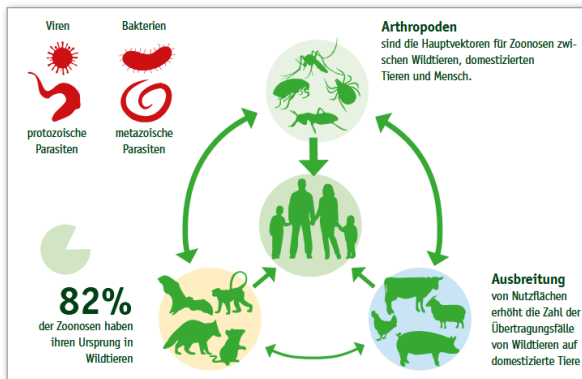 Viren
Bakterien
protozoische
Parasiten
metazoische
Parasiten
Arthropoden
sind die Hauptvektoren für Zoonosen zwi-
schen Wildtieren, domestizierten
Tieren und Mensch.
82%
der Zoonosen haben
ihren Ursprung in
Wildtieren
Ausbreitung
von Nutzflächen
erhöht die Zahl der
Übertragungsfälle
von Wildtieren auf
domestizierte Tiere